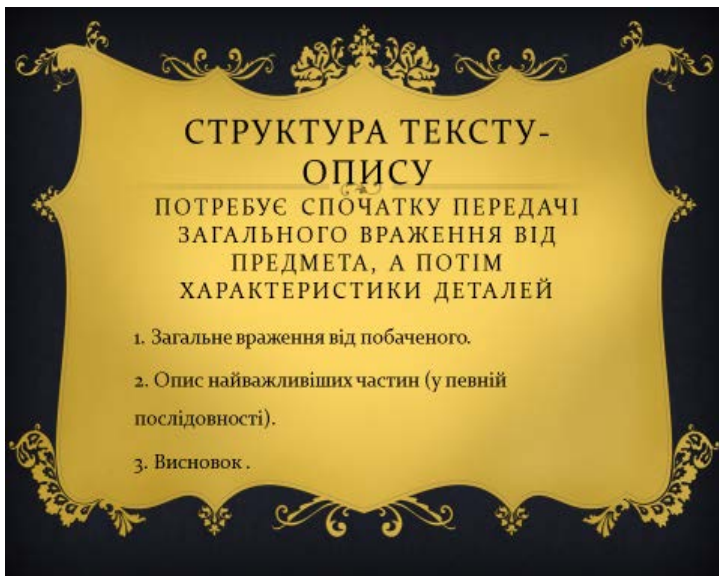 СТРУКТУРА ТЕКСТУ-
ОПИСУ
ПОТРЕБУЄ СПОЧАТКУ ПЕРЕДАЧІ
ЗАГАЛЬНОГО ВРАЖЕННЯ ВІД
ПРЕДМЕТА, А ПОТІМ
ХАРАКТЕРИСТИКИ ДЕТАЛЕЙ
1. Загальне враження від побаченого.
2. Опис найважливіших частин (у певній
послідовності).
3. Висновок .